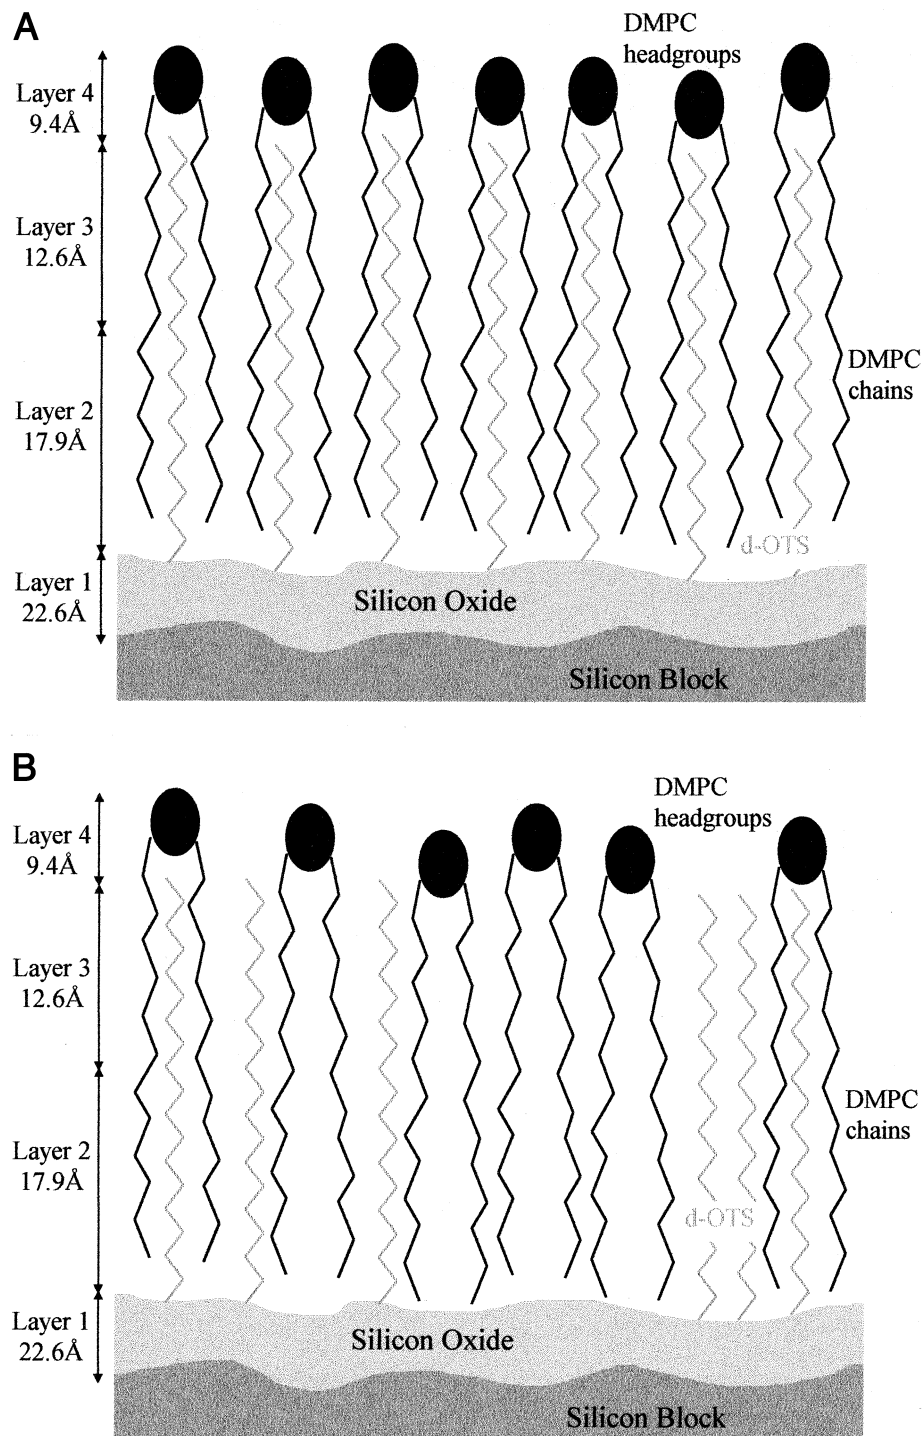 A
DMPC
headgroups
Layer 4
9.4Å
Layer 3
12.6Å
DMPC
chains
Layer 2
17.9Å
d-OTS
Layer 1
22.6Å
Silicon Oxide
Silicon Block
B
DMPC
headgroups
Layer 4
9.4Å
Layer 3
12.6Å
DMPC
chains
Layer 2
17.9Å
d-OTS
Layer 1
22.6Å
Silicon Oxide
Silicon Block